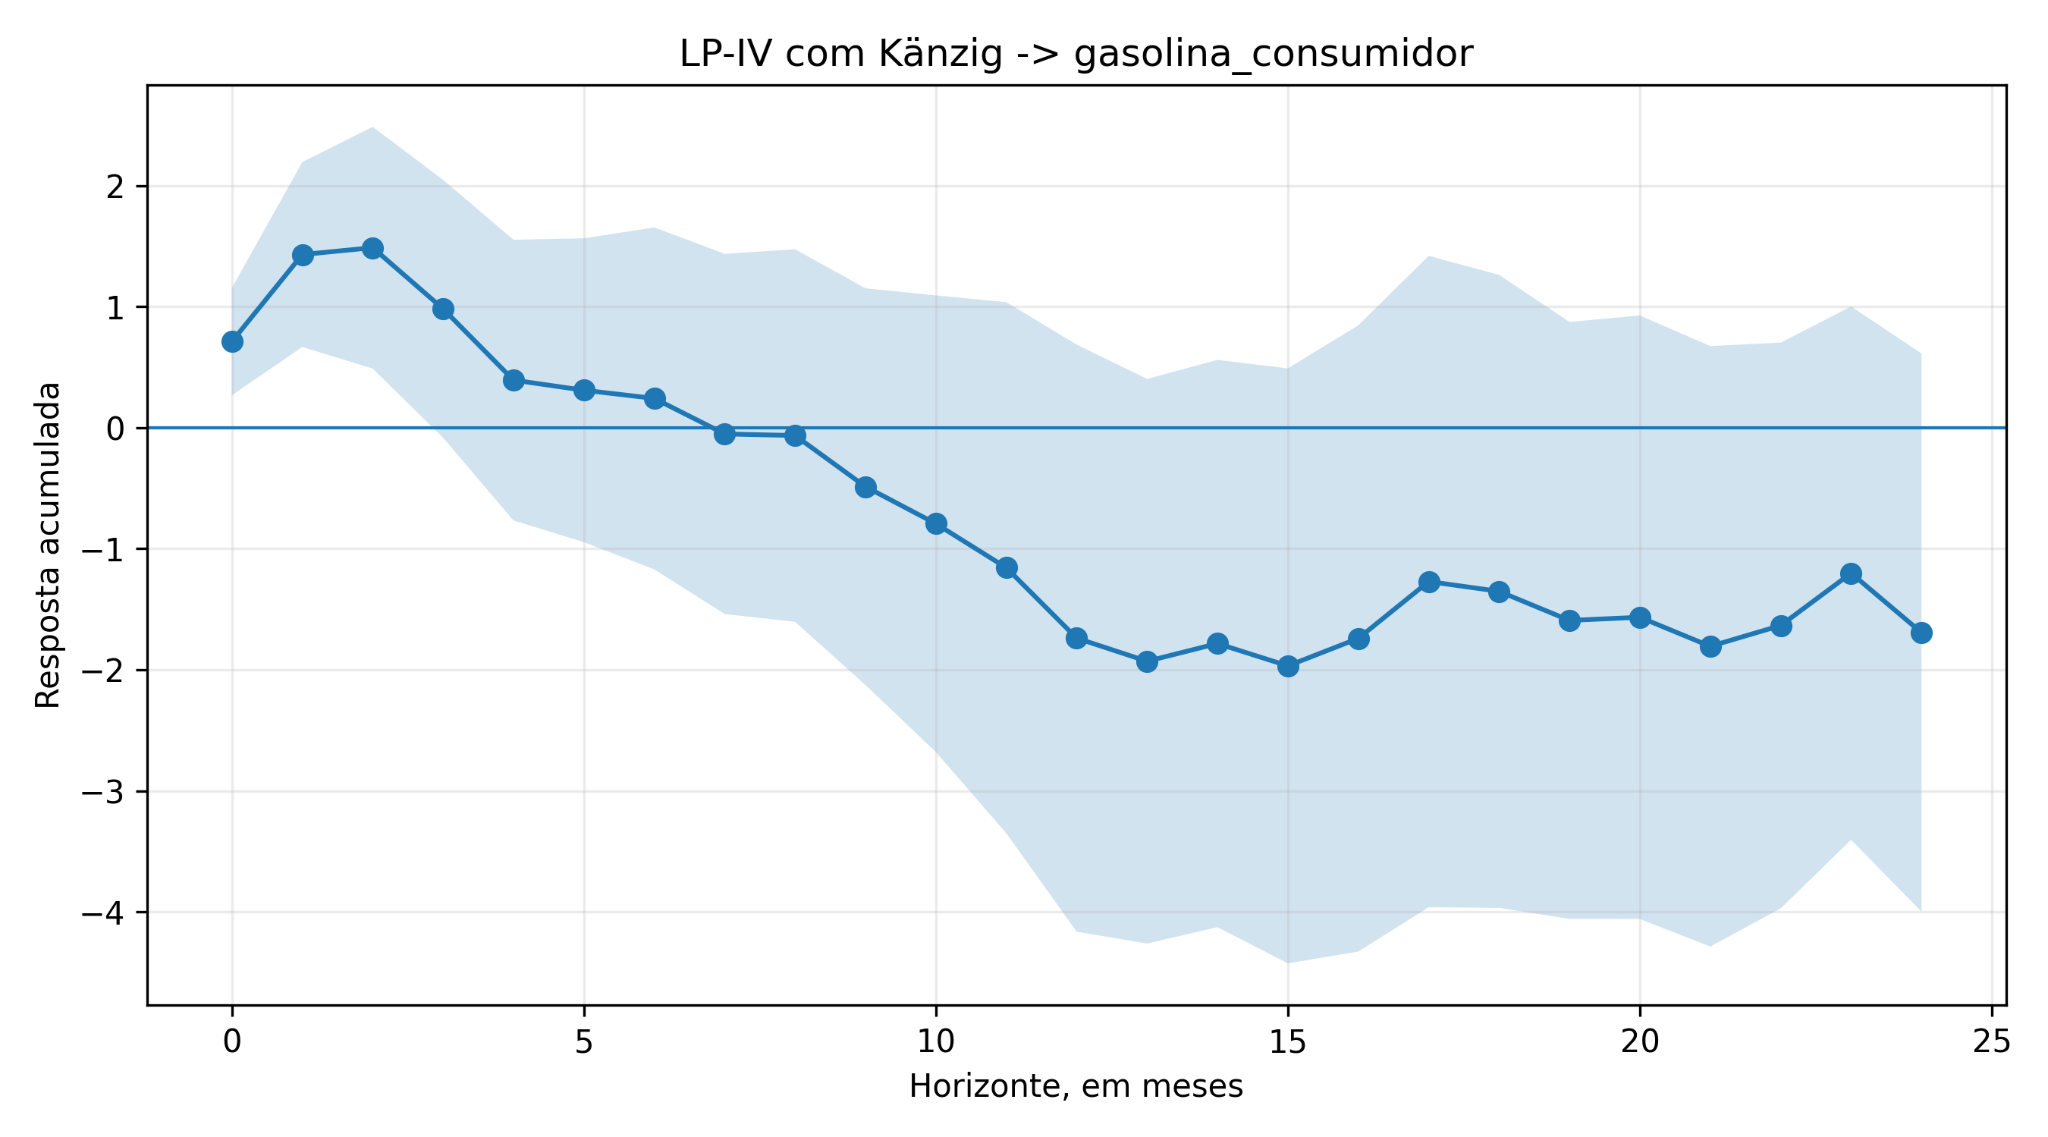 LP-IV com Känzig -> gasolina_consumidor
Resposta acumulada
2
1
0
−1
−2
−3
−4
0 5 10 15 20 25
Horizonte, em meses